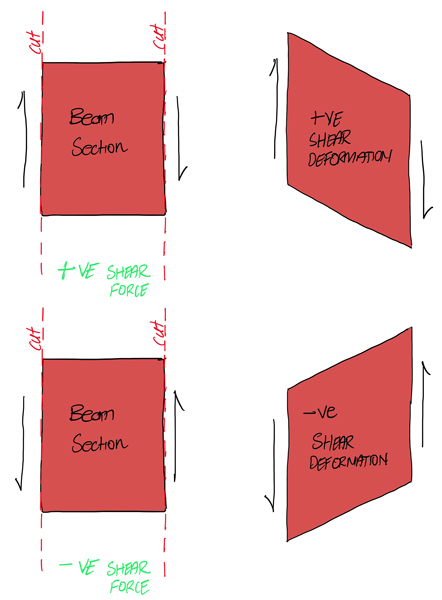 cut
cut
Beam
Section
+VE
SHEAR
DEFORMATION
+VE SHEAR
FORCE
cut
cut
Beam
Section
-ve
SHEAR
DEFORMATION
-VE SHEAR
FORCE